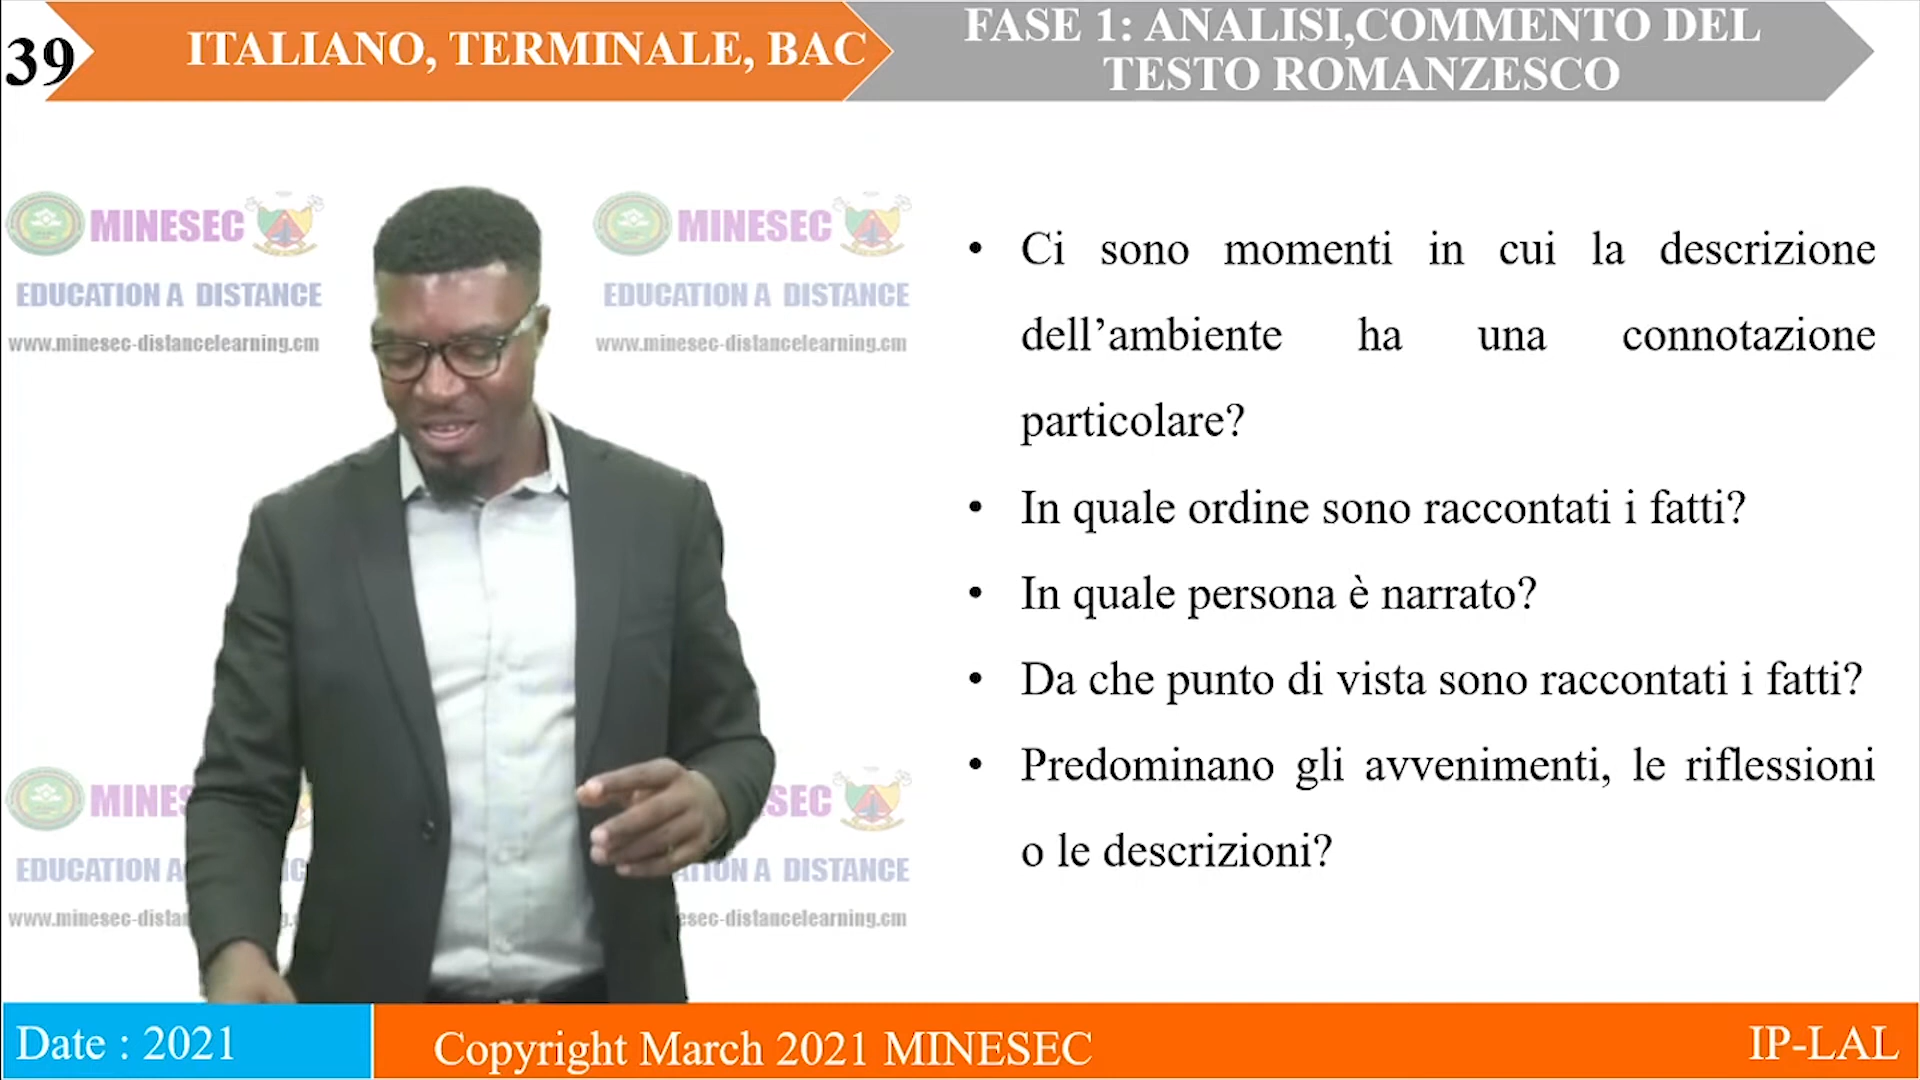 39
ITALIANO, TERMINALE, BAC
FASE 1: ANALISI,COMMENTO DEL
TESTO ROMANZESCO
MINESEC
EDUCATION A DISTANCE
www.minesec-distancelearning.cm
MINESEC
EDUCATION A DISTANCE
www.minesec-distancelearning.cm
• Ci sono momenti in cui la descrizione
dell’ambiente ha una connotazione
particolare?
• In quale ordine sono raccontati i fatti?
• In quale persona è narrato?
• Da che punto di vista sono raccontati i fatti?
• Predominano gli avvenimenti, le riflessioni
o le descrizioni?
EDUCATION A
DISTANCE
Date : 2021
Copyright March 2021 MINESEC
IP-LAL